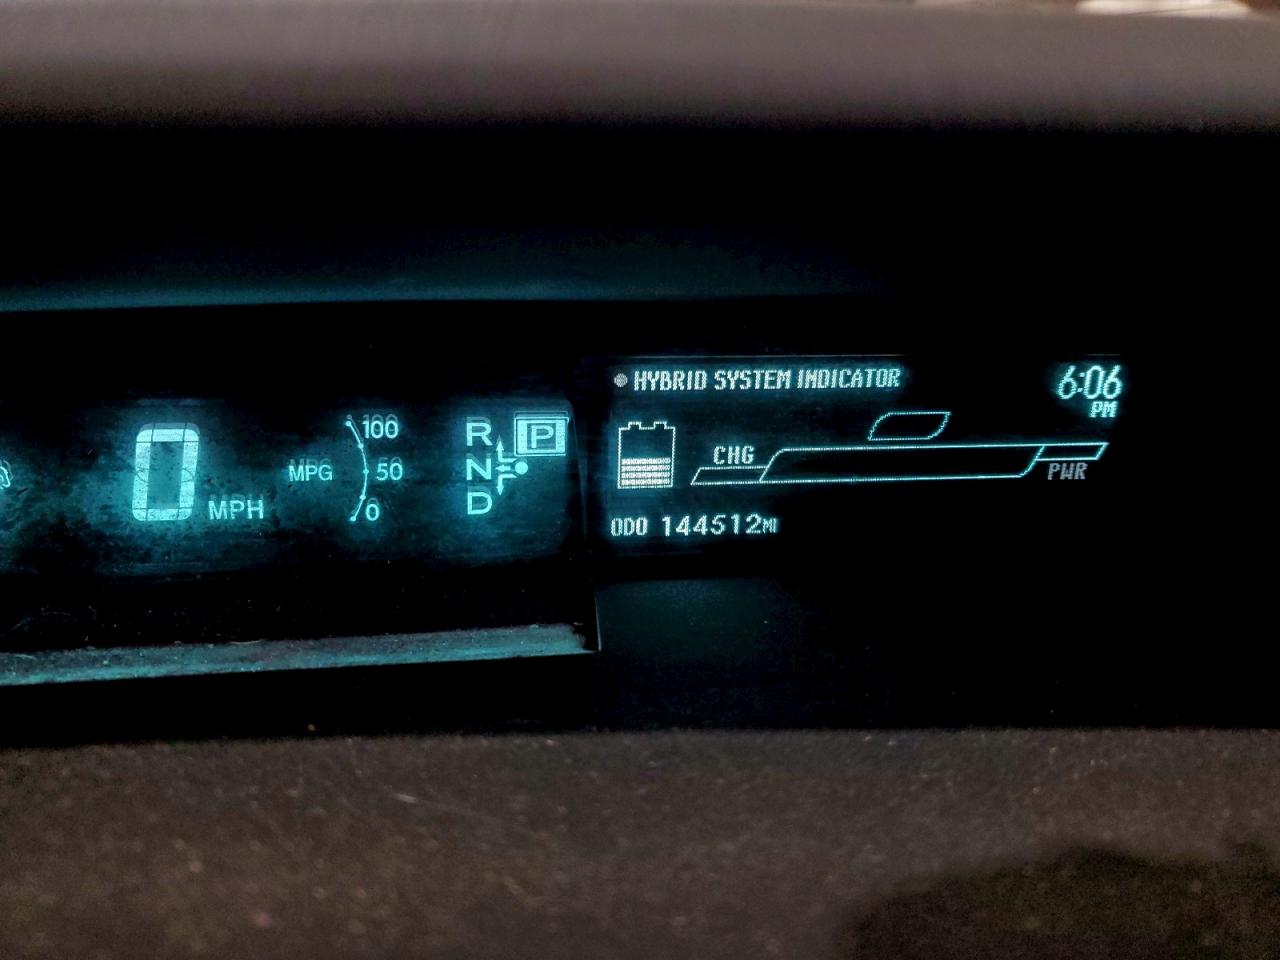 0 MPH
MPG
100
50
0
R
N
D
P
HYBRID SYSTEM INDICATOR
6:06
PM
CHG
PWR
ODO 144512MI